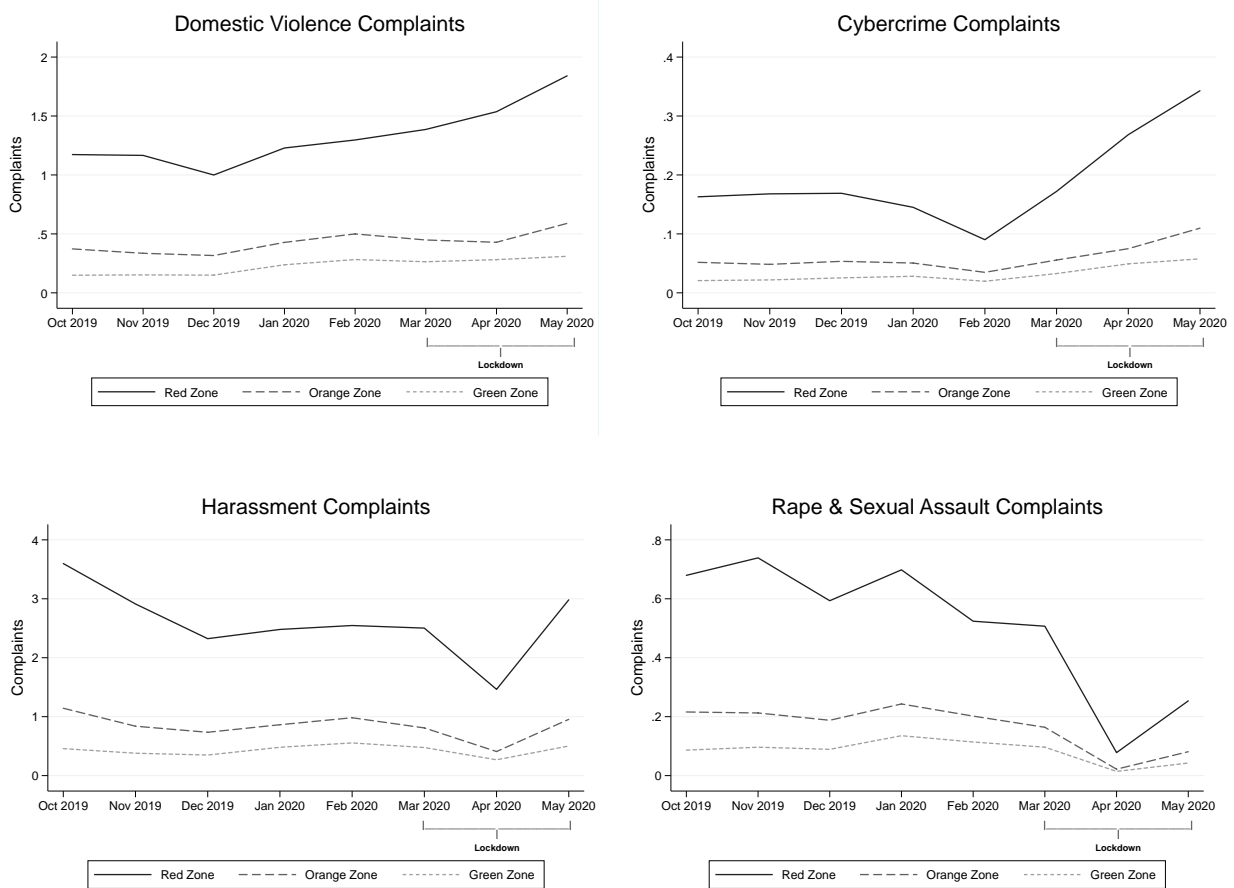 Domestic Violence Complaints
Complaints
2
1.5
1
.5
0
Oct 2019 Nov 2019 Dec 2019 Jan 2020 Feb 2020 Mar 2020 Apr 2020 May 2020
Lockdown
Red Zone Orange Zone Green Zone
Cybercrime Complaints
Complaints
.4
.3
.2
.1
0
Oct 2019 Nov 2019 Dec 2019 Jan 2020 Feb 2020 Mar 2020 Apr 2020 May 2020
Lockdown
Red Zone Orange Zone Green Zone
Harassment Complaints
Complaints
4
3
2
1
0
Oct 2019 Nov 2019 Dec 2019 Jan 2020 Feb 2020 Mar 2020 Apr 2020 May 2020
Lockdown
Red Zone Orange Zone Green Zone
Rape & Sexual Assault Complaints
Complaints
.8
.6
.4
.2
0
Oct 2019 Nov 2019 Dec 2019 Jan 2020 Feb 2020 Mar 2020 Apr 2020 May 2020
Lockdown
Red Zone Orange Zone Green Zone